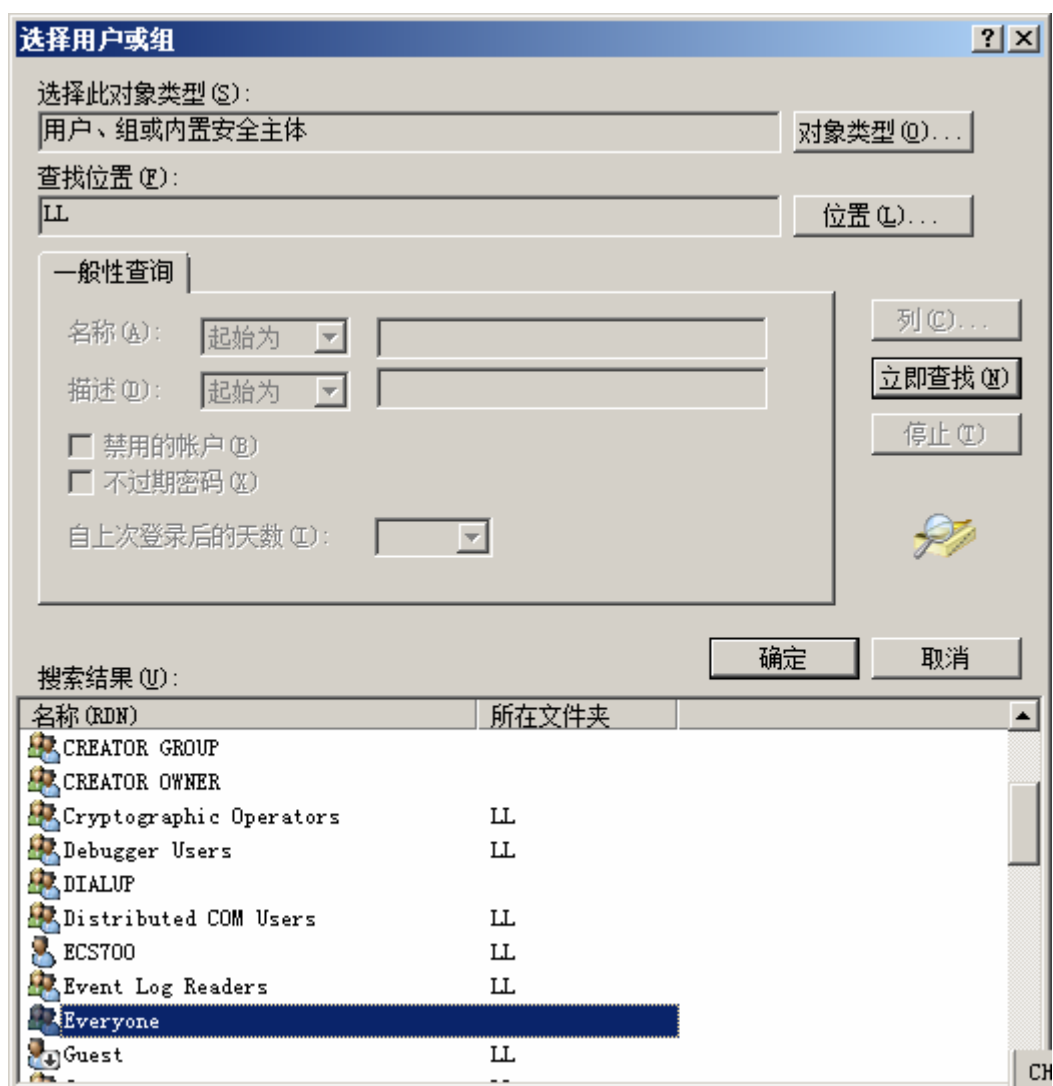 选择用户或组
选择此对象类型(S):
用户、组或内置安全主体
对象类型(O)...
查找位置(F):
LL
位置(L)...
一般性查询
名称(A):
起始为
列(C)...
描述(D):
起始为
立即查找(N)
禁用的帐户(B)
停止(T)
不过期密码(X)
自上次登录后的天数(I):
确定
取消
搜索结果(U):
名称(RDN) 所在文件夹
CREATOR GROUP
CREATOR OWNER
Cryptographic Operators LL
Debugger Users LL
DIALUP
Distributed COM Users LL
ECS700 LL
Event Log Readers LL
Everyone
Guest LL
CH